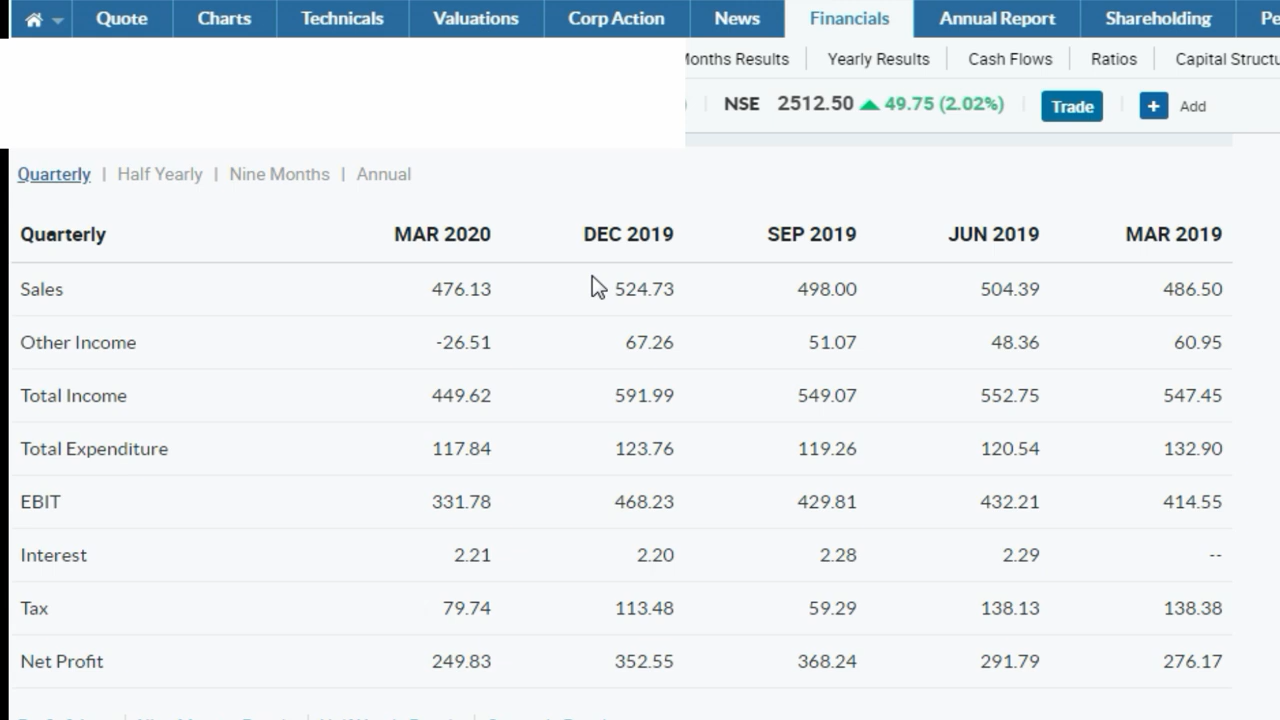 Quote Charts Technicals Valuations Corp Action News Financials Annual Report Shareholding
Months Results | Yearly Results | Cash Flows | Ratios |
NSE 2512.50 49.75 (2.02%) Trade + Add
Quarterly | Half Yearly | Nine Months | Annual
Quarterly MAR 2020 DEC 2019 SEP 2019 JUN 2019 MAR 2019
Sales 476.13 524.73 498.00 504.39 486.50
Other Income -26.51 67.26 51.07 48.36 60.95
Total Income 449.62 591.99 549.07 552.75 547.45
Total Expenditure 117.84 123.76 119.26 120.54 132.90
EBIT 331.78 468.23 429.81 432.21 414.55
Interest 2.21 2.20 2.28 2.29 --
Tax 79.74 113.48 59.29 138.13 138.38
Net Profit 249.83 352.55 368.24 291.79 276.17